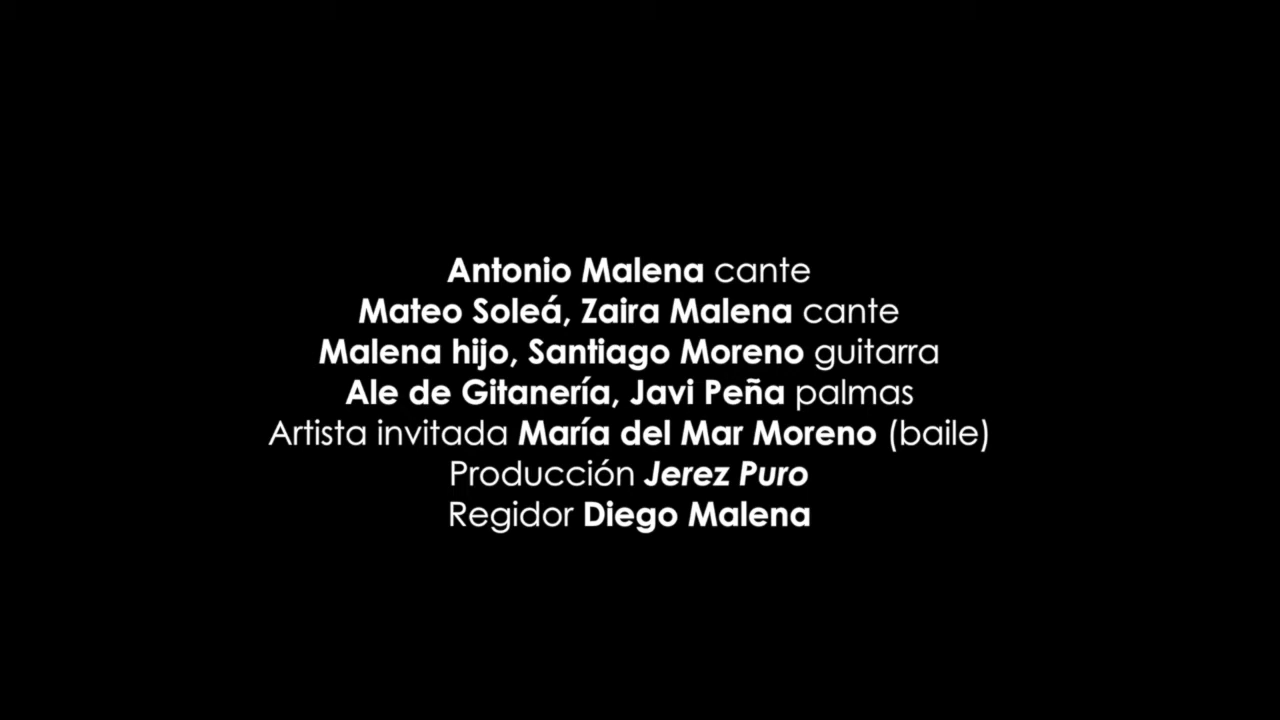 Antonio Malena cante
Mateo Soleá, Zaira Malena cante
Malena hijo, Santiago Moreno guitarra
Ale de Gitanería, Javi Peña palmas
Artista invitada María del Mar Moreno (baile)
Producción Jerez Puro
Regidor Diego Malena